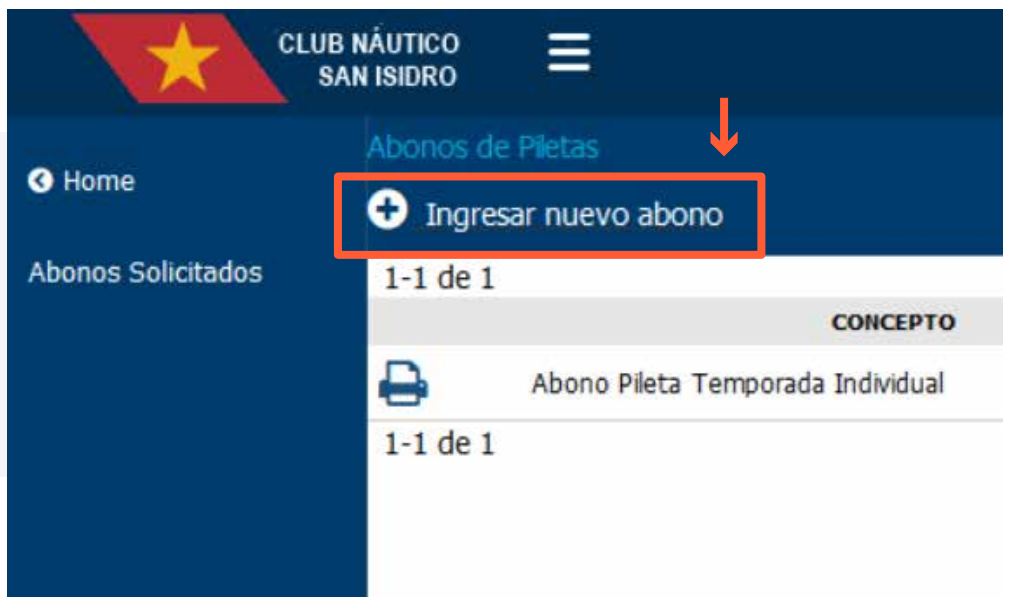 CLUB NÁUTICO
SAN ISIDRO
Abonos de Piletas
Home
Ingresar nuevo abono
Abonos Solicitados
1-1 de 1
CONCEPTO
Abono Pileta Temporada Individual
1-1 de 1